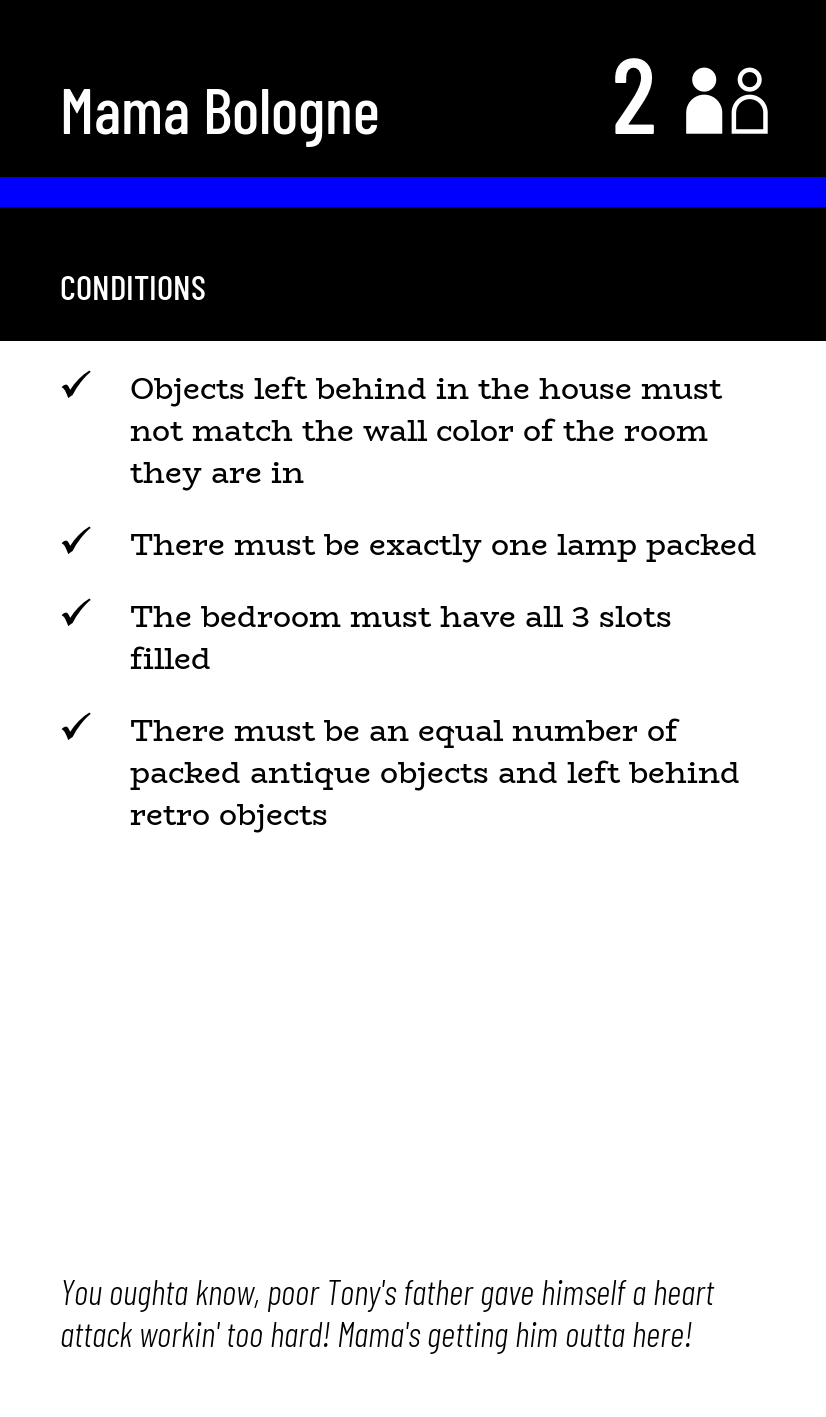 Mama Bologne 2
CONDITIONS
✓ Objects left behind in the house must
not match the wall color of the room
they are in
✓ There must be exactly one lamp packed
✓ The bedroom must have all 3 slots
filled
✓ There must be an equal number of
packed antique objects and left behind
retro objects
You oughta know, poor Tony's father gave himself a heart
attack workin' too hard! Mama's getting him outta here!